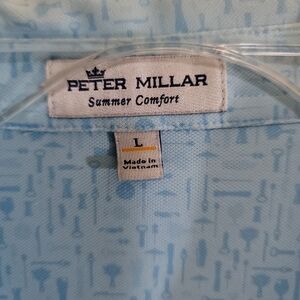 PETER MILLAR
Summer Comfort
L
Made in
Vietnam